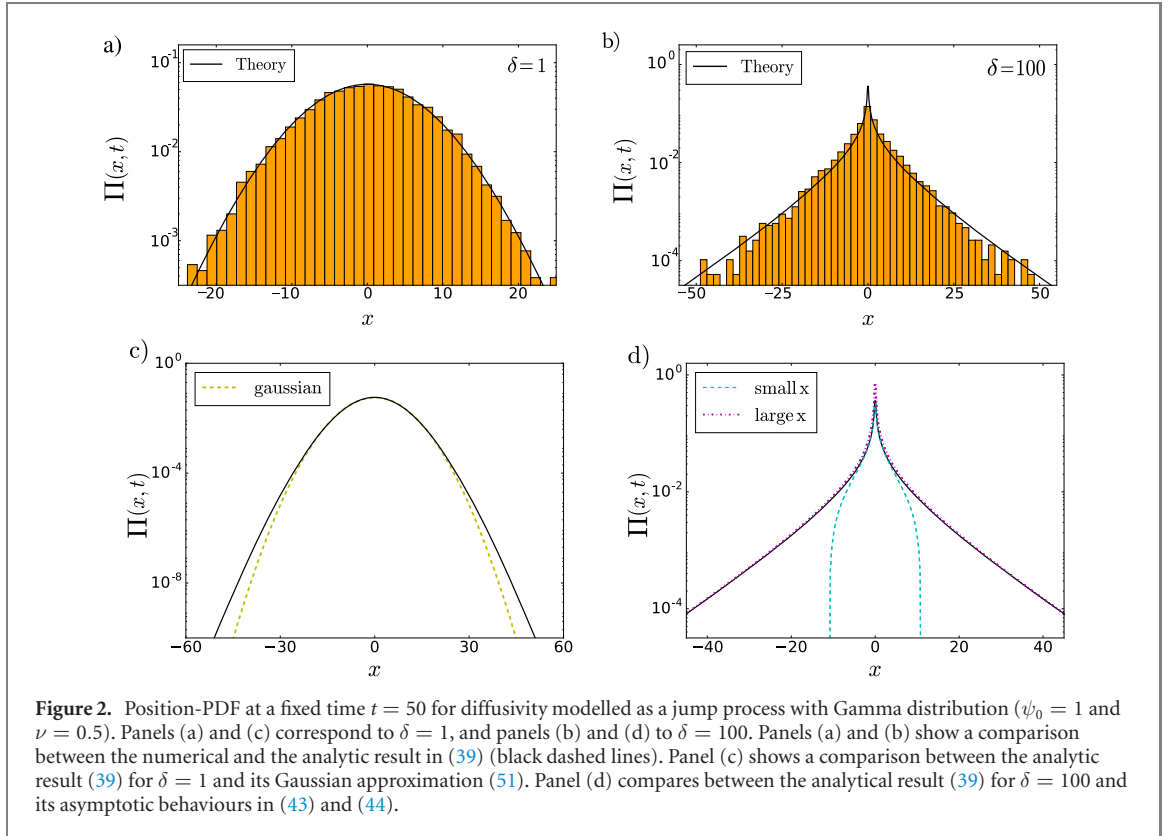 a)
Theory
δ=1
10⁻¹
10⁻²
10⁻³
Π(x,t)
−20 −10 0 10 20
x
b)
Theory
δ=100
10⁰
10⁻²
10⁻⁴
Π(x,t)
−50 −25 0 25 50
x
c)
gaussian
10⁰
10⁻⁴
10⁻⁸
Π(x,t)
−60 −30 0 30 60
x
d)
small x
large x
10⁰
10⁻²
10⁻⁴
Π(x,t)
−40 −20 0 20 40
x
Figure 2. Position-PDF at a fixed time t = 50 for diffusivity modelled as a jump process with Gamma distribution (ψ₀ = 1 and
ν = 0.5). Panels (a) and (c) correspond to δ = 1, and panels (b) and (d) to δ = 100. Panels (a) and (b) show a comparison
between the numerical and the analytic result in (39) (black dashed lines). Panel (c) shows a comparison between the analytic
result (39) for δ = 1 and its Gaussian approximation (51). Panel (d) compares between the analytical result (39) for δ = 100 and
its asymptotic behaviours in (43) and (44).